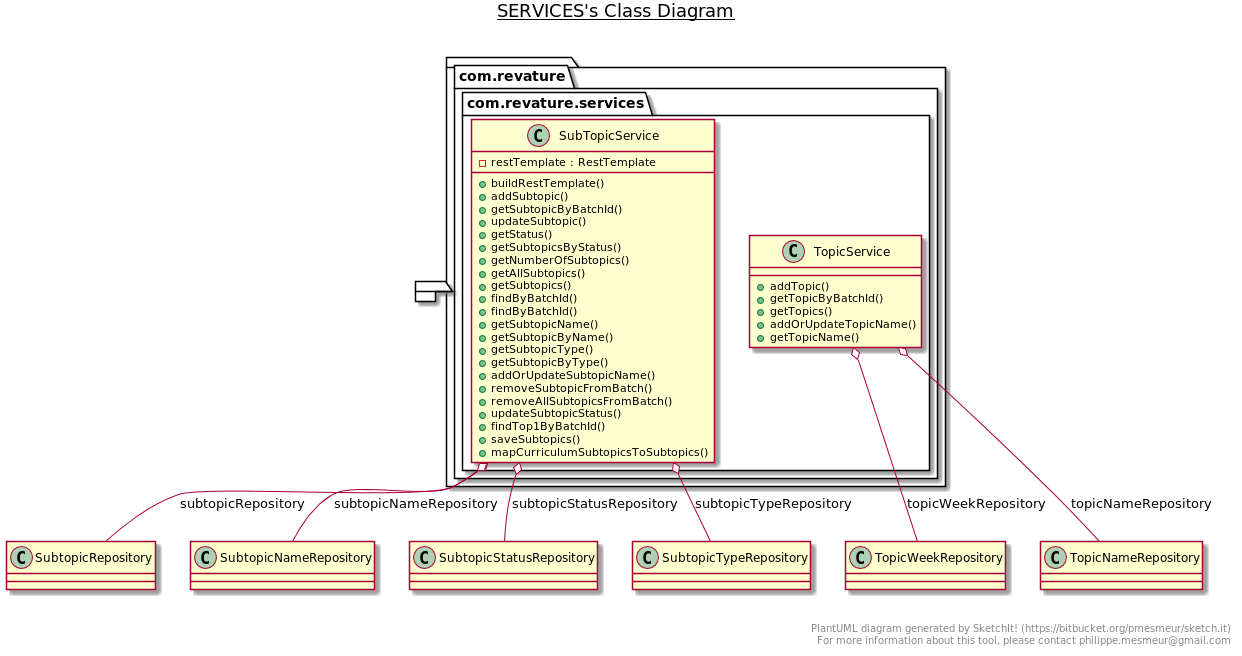 SERVICES's Class Diagram
com.revature
com.revature.services
C SubTopicService
restTemplate : RestTemplate
buildRestTemplate()
addSubtopic()
getSubtopicByBatchId()
updateSubtopic()
getStatus()
getSubtopicsByStatus()
getNumberOfSubtopics()
getAllSubtopics()
getSubtopics()
findByBatchId()
findByBatchId()
getSubtopicName()
getSubtopicByName()
getSubtopicType()
getSubtopicByType()
addOrUpdateSubtopicName()
removeSubtopicFromBatch()
removeAllSubtopicsFromBatch()
updateSubtopicStatus()
findTop1ByBatchId()
saveSubtopics()
mapCurriculumSubtopicsToSubtopics()
C TopicService
addTopic()
getTopicByBatchId()
getTopics()
addOrUpdateTopicName()
getTopicName()
subtopicRepository
subtopicNameRepository
subtopicStatusRepository
subtopicTypeRepository
topicWeekRepository
topicNameRepository
C SubtopicRepository
C SubtopicNameRepository
C SubtopicStatusRepository
C SubtopicTypeRepository
C TopicWeekRepository
C TopicNameRepository
PlantUML diagram generated by SketchIt! (https://bitbucket.org/pmesmeur/sketch.it)
For more information about this tool, please contact philippe.mesmeur@gmail.com